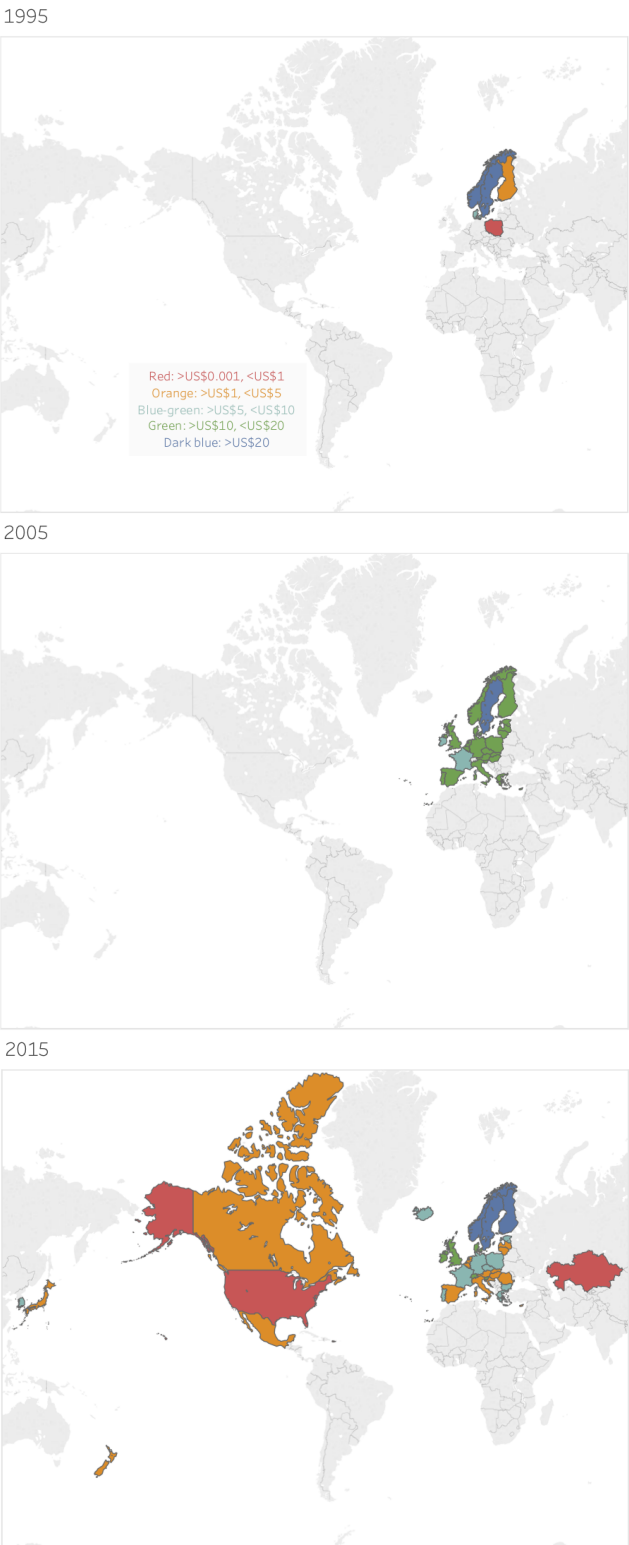 1995
Red: >US$0.001, <US$1
Orange: >US$1, <US$5
Blue-green: >US$5, <US$10
Green: >US$10, <US$20
Dark blue: >US$20
2005
2015